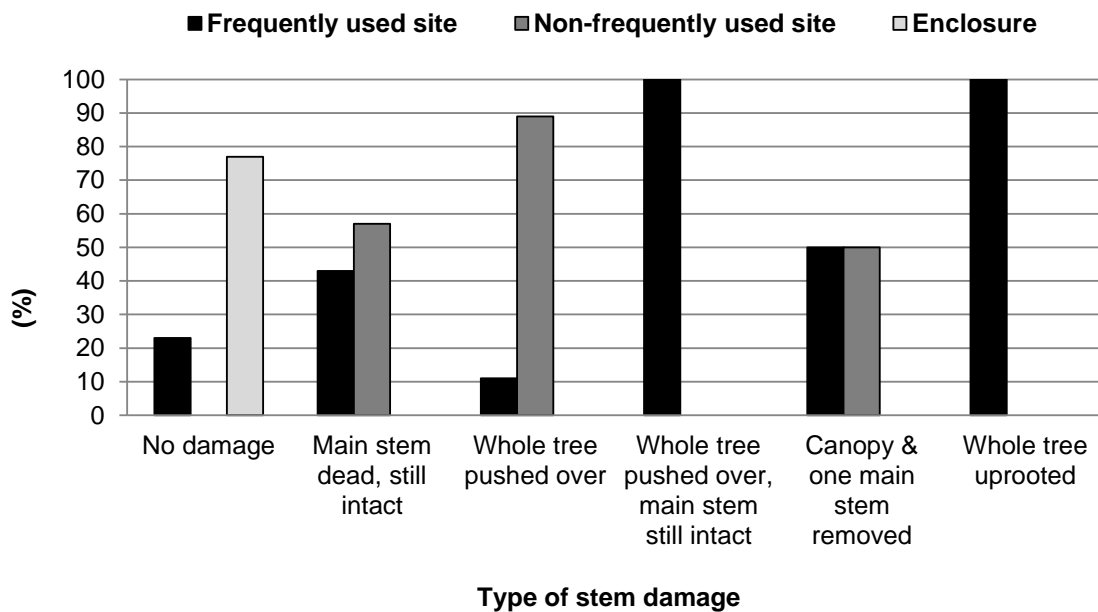 Frequently used site Non-frequently used site Enclosure
100
90
80
70
60
50
40
30
20
10
0
(%)
No damage Main stem Whole tree Whole tree Canopy & Whole tree
dead, still pushed over pushed over, one main uprooted
intact main stem stem
still intact removed
Type of stem damage